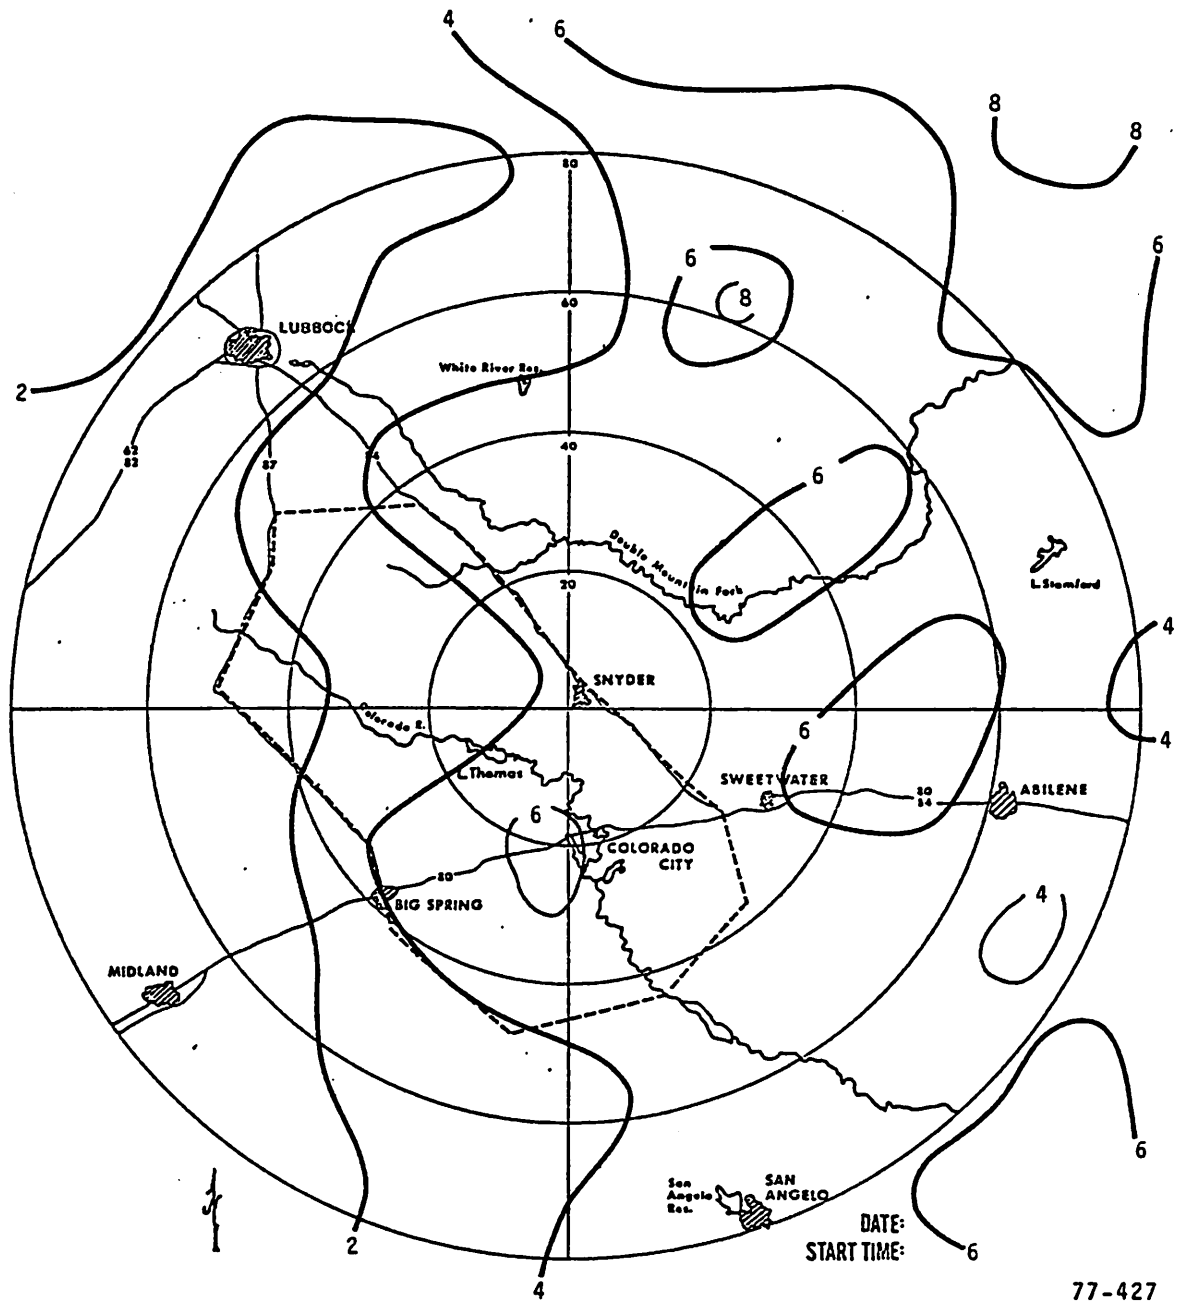 4
6
8
8
80
6
6
8
60
LUBBOCK
White River Res.
2
40
62
82
87
84
6
Double Mountain Fork
L. Stamford
20
4
SNYDER
Colorado R.
6
4
L. Thomas
SWEETWATER
80
84
ABILENE
6
COLORADO
CITY
80
BIG SPRING
4
MIDLAND
6
San
Angelo
Res.
SAN
ANGELO
N
DATE:
START TIME:
2
6
4
77-427